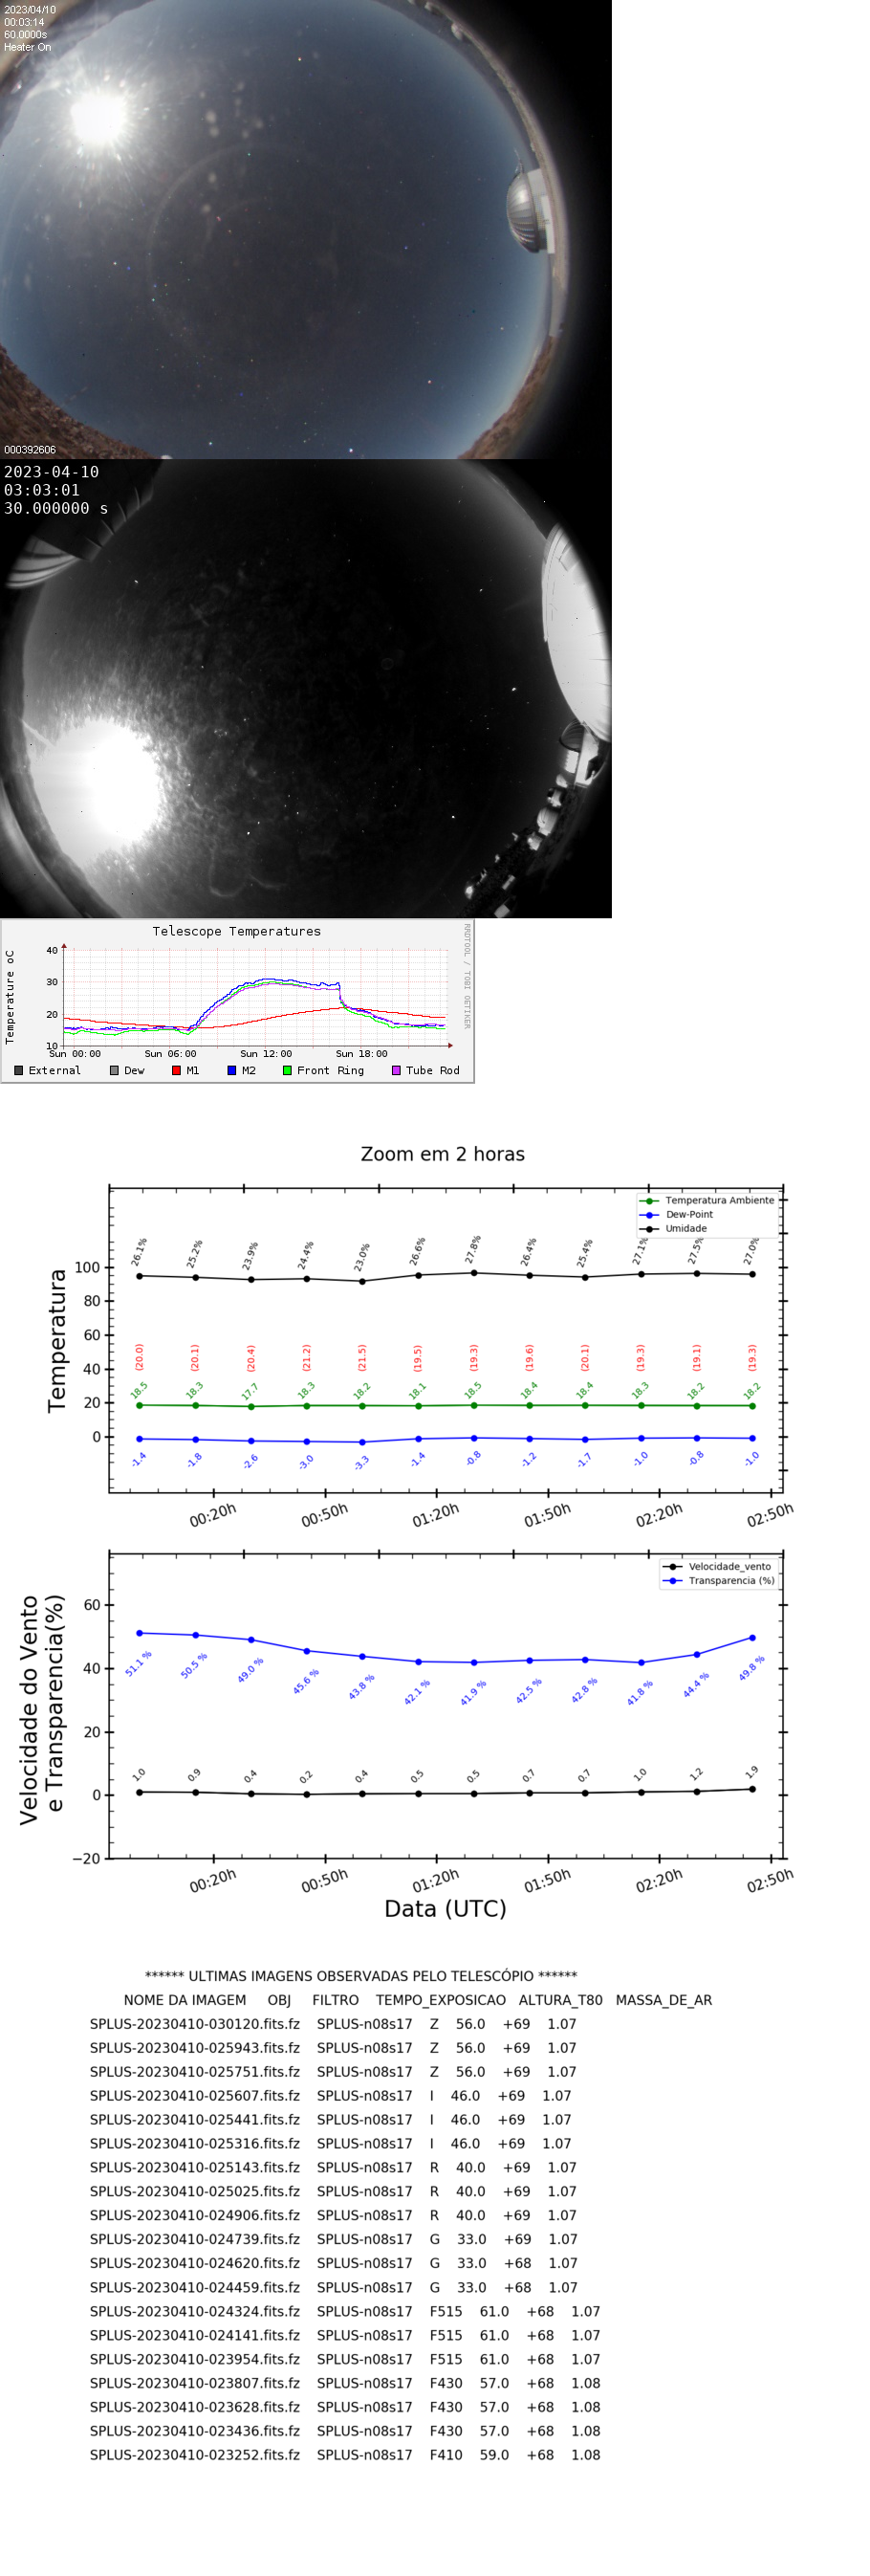 2023/04/10
00:03:14
60.0000s
Heater On
000392606
2023-04-10
03:03:01
30.000000 s
Telescope Temperatures
RRDTOOL / TOBI OETIKER
Temperature oC
40
30
20
10
Sun 00:00 Sun 06:00 Sun 12:00 Sun 18:00
External Dew M1 M2 Front Ring Tube Rod
Zoom em 2 horas
Temperatura Ambiente
Dew-Point
Umidade
Temperatura
100
80
60
40
20
0
26.1% 25.2% 23.9% 24.4% 23.0% 26.6% 27.8% 26.4% 25.4% 27.1% 27.5% 27.0%
(20.0) (20.1) (20.4) (21.2) (21.5) (19.5) (19.3) (19.6) (20.1) (19.3) (19.1) (19.3)
18.5 18.3 17.7 18.3 18.2 18.1 18.5 18.4 18.4 18.3 18.2 18.2
-1.4 -1.8 -2.6 -3.0 -3.3 -1.4 -0.8 -1.2 -1.7 -1.0 -0.8 -1.0
00:20h 00:50h 01:20h 01:50h 02:20h 02:50h
Velocidade_vento
Transparencia (%)
Velocidade do Vento
e Transparencia(%)
60
40
20
0
−20
51.1 % 50.5 % 49.0 % 45.6 % 43.8 % 42.1 % 41.9 % 42.5 % 42.8 % 41.8 % 44.4 % 49.8 %
1.0 0.9 0.4 0.2 0.4 0.5 0.5 0.7 0.7 1.0 1.2 1.9
00:20h 00:50h 01:20h 01:50h 02:20h 02:50h
Data (UTC)
****** ULTIMAS IMAGENS OBSERVADAS PELO TELESCÓPIO ******
NOME DA IMAGEM OBJ FILTRO TEMPO_EXPOSICAO ALTURA_T80 MASSA_DE_AR
SPLUS-20230410-030120.fits.fz SPLUS-n08s17 Z 56.0 +69 1.07
SPLUS-20230410-025943.fits.fz SPLUS-n08s17 Z 56.0 +69 1.07
SPLUS-20230410-025751.fits.fz SPLUS-n08s17 Z 56.0 +69 1.07
SPLUS-20230410-025607.fits.fz SPLUS-n08s17 I 46.0 +69 1.07
SPLUS-20230410-025441.fits.fz SPLUS-n08s17 I 46.0 +69 1.07
SPLUS-20230410-025316.fits.fz SPLUS-n08s17 I 46.0 +69 1.07
SPLUS-20230410-025143.fits.fz SPLUS-n08s17 R 40.0 +69 1.07
SPLUS-20230410-025025.fits.fz SPLUS-n08s17 R 40.0 +69 1.07
SPLUS-20230410-024906.fits.fz SPLUS-n08s17 R 40.0 +69 1.07
SPLUS-20230410-024739.fits.fz SPLUS-n08s17 G 33.0 +69 1.07
SPLUS-20230410-024620.fits.fz SPLUS-n08s17 G 33.0 +68 1.07
SPLUS-20230410-024459.fits.fz SPLUS-n08s17 G 33.0 +68 1.07
SPLUS-20230410-024324.fits.fz SPLUS-n08s17 F515 61.0 +68 1.07
SPLUS-20230410-024141.fits.fz SPLUS-n08s17 F515 61.0 +68 1.07
SPLUS-20230410-023954.fits.fz SPLUS-n08s17 F515 61.0 +68 1.07
SPLUS-20230410-023807.fits.fz SPLUS-n08s17 F430 57.0 +68 1.08
SPLUS-20230410-023628.fits.fz SPLUS-n08s17 F430 57.0 +68 1.08
SPLUS-20230410-023436.fits.fz SPLUS-n08s17 F430 57.0 +68 1.08
SPLUS-20230410-023252.fits.fz SPLUS-n08s17 F410 59.0 +68 1.08